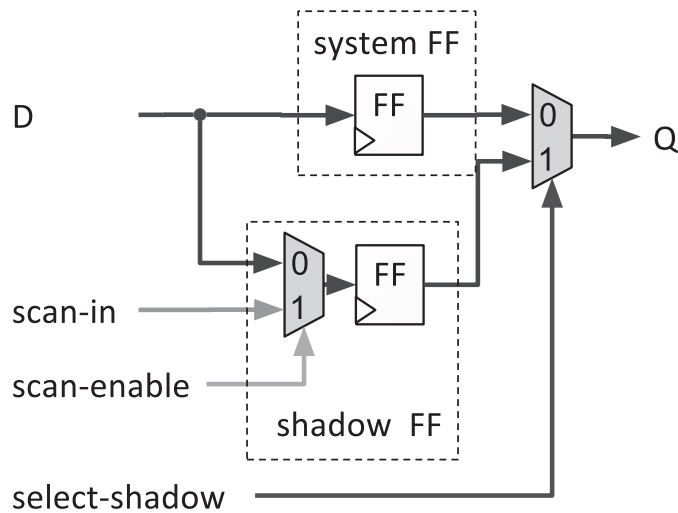 system FF
D
FF
0
1
Q
0
FF
scan-in
1
scan-enable
shadow FF
select-shadow